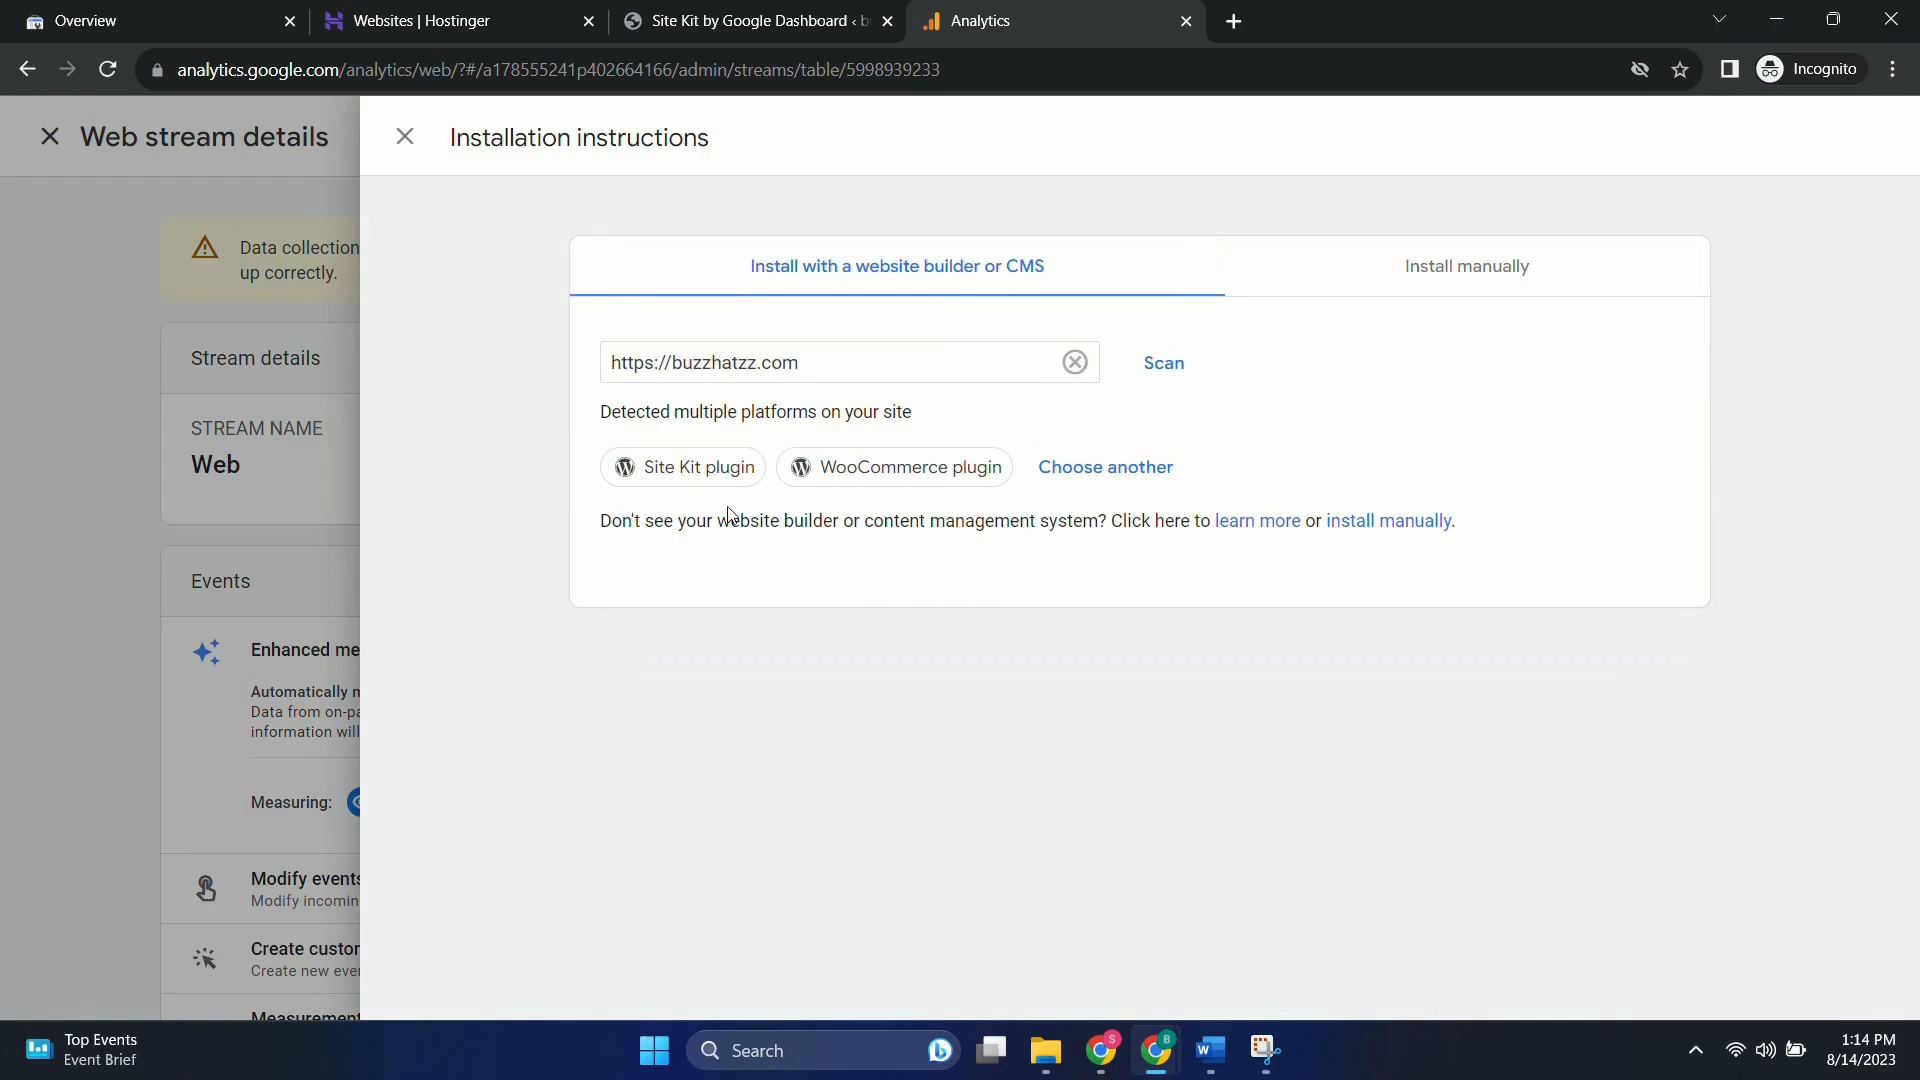 Overview
Websites | Hostinger
Site Kit by Google Dashboard ‹ b
Analytics
analytics.google.com/analytics/web/?#/a178555241p402664166/admin/streams/table/5998939233
Incognito
Web stream details
Installation instructions
Data collection
up correctly.
Install with a website builder or CMS
Install manually
https://buzzhatzz.com
Scan
Stream details
Detected multiple platforms on your site
STREAM NAME
Web
Site Kit plugin
WooCommerce plugin
Choose another
Don't see your website builder or content management system? Click here to learn more or install manually.
Events
Enhanced me
Automatically
Data from on-pa
information will
Measuring:
Modify events
Modify incomin
Create custor
Create new eve
Measurement
Top Events
Event Brief
Search
S
B
1:14 PM
8/14/2023